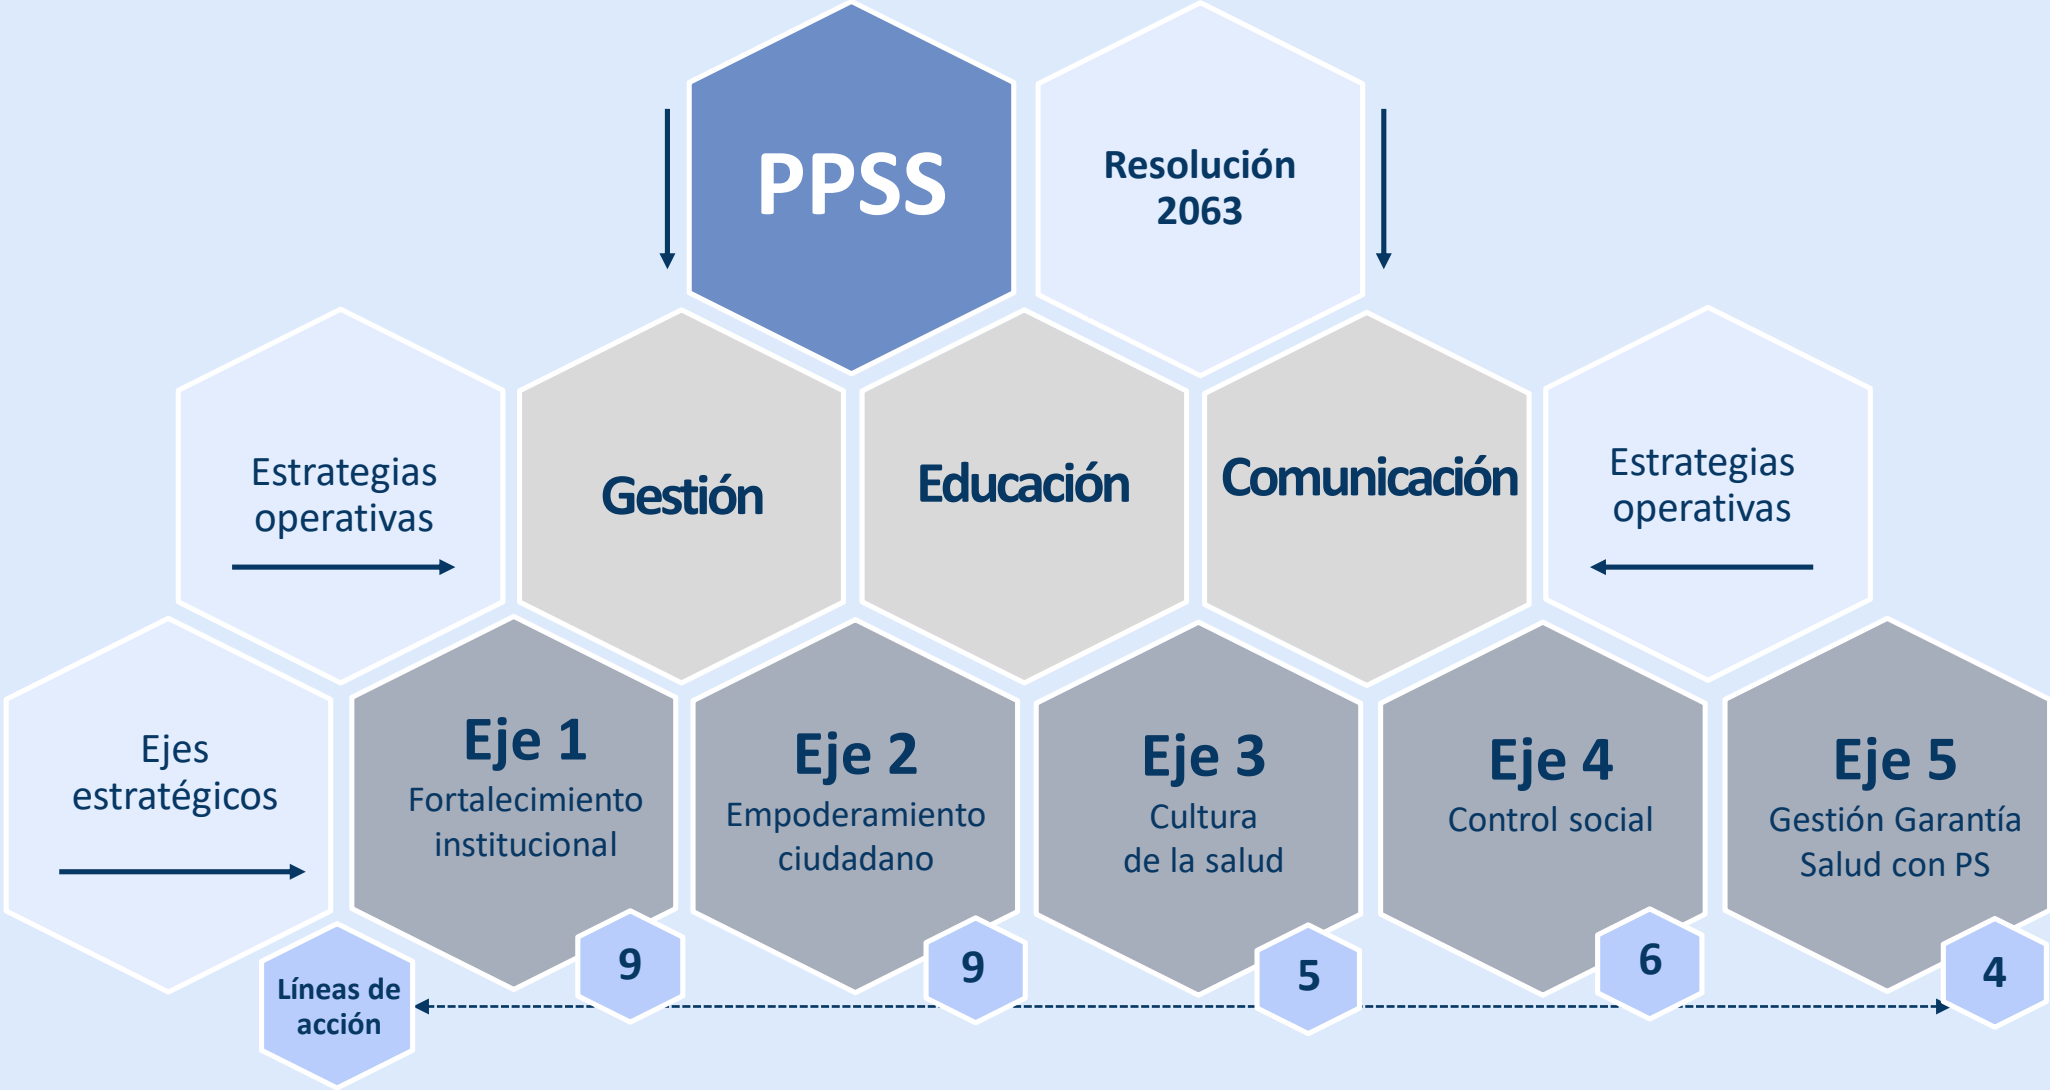 PPSS
Resolución
2063
Estrategias
operativas
Gestión
Educación
Comunicación
Estrategias
operativas
Ejes
estratégicos
Eje 1
Fortalecimiento
institucional
Eje 2
Empoderamiento
ciudadano
Eje 3
Cultura
de la salud
Eje 4
Control social
Eje 5
Gestión Garantía
Salud con PS
Líneas de
acción
9
9
5
6
4